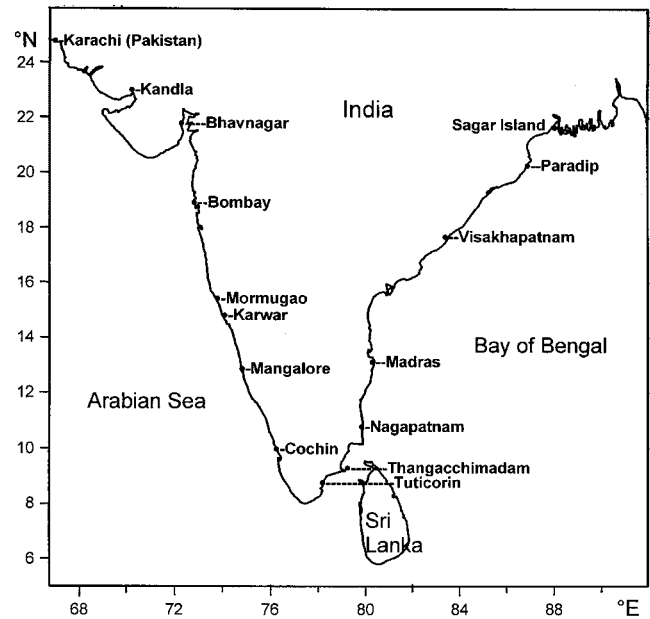 °N
Karachi (Pakistan)
24
Kandla
22
India
Bhavnagar
Sagar Island
20
Paradip
Bombay
18
Visakhapatnam
16
Mormugao
Karwar
14
Bay of Bengal
Madras
Mangalore
12
Arabian Sea
Nagapatnam
10
Cochin
Thangacchimadam
Tuticorin
8
Sri
Lanka
6
68
72
76
80
84
88
°E